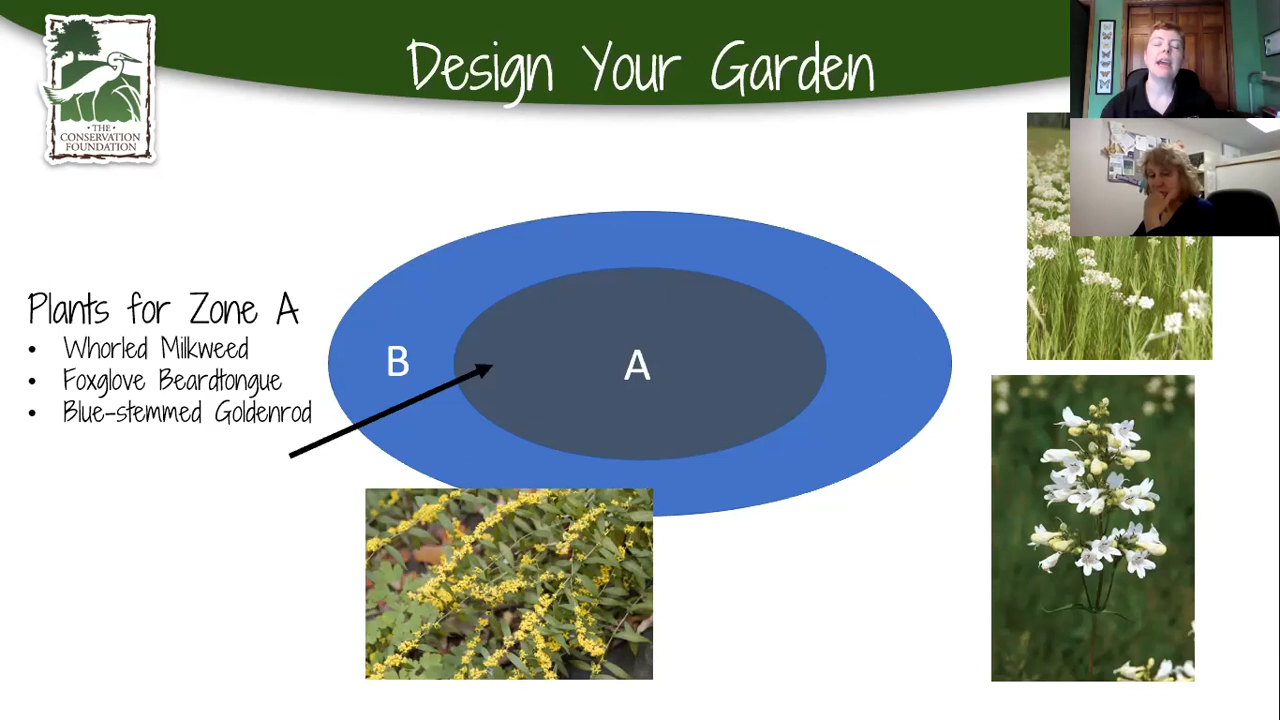 Design Your Garden
• THE •
CONSERVATION
FOUNDATION
Plants for Zone A
• Whorled Milkweed
• Foxglove Beardtongue
• Blue-stemmed Goldenrod
B
A